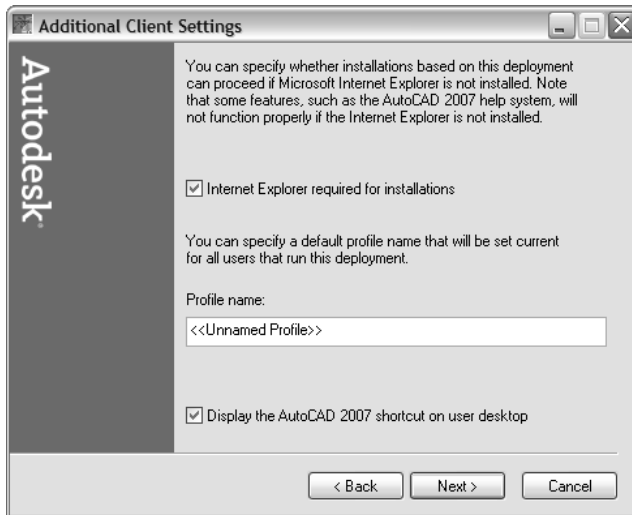 Additional Client Settings
Autodesk
You can specify whether installations based on this deployment
can proceed if Microsoft Internet Explorer is not installed. Note
that some features, such as the AutoCAD 2007 help system, will
not function properly if the Internet Explorer is not installed.
Internet Explorer required for installations
You can specify a default profile name that will be set current
for all users that run this deployment.
Profile name:
<<Unnamed Profile>>
Display the AutoCAD 2007 shortcut on user desktop
< Back
Next >
Cancel